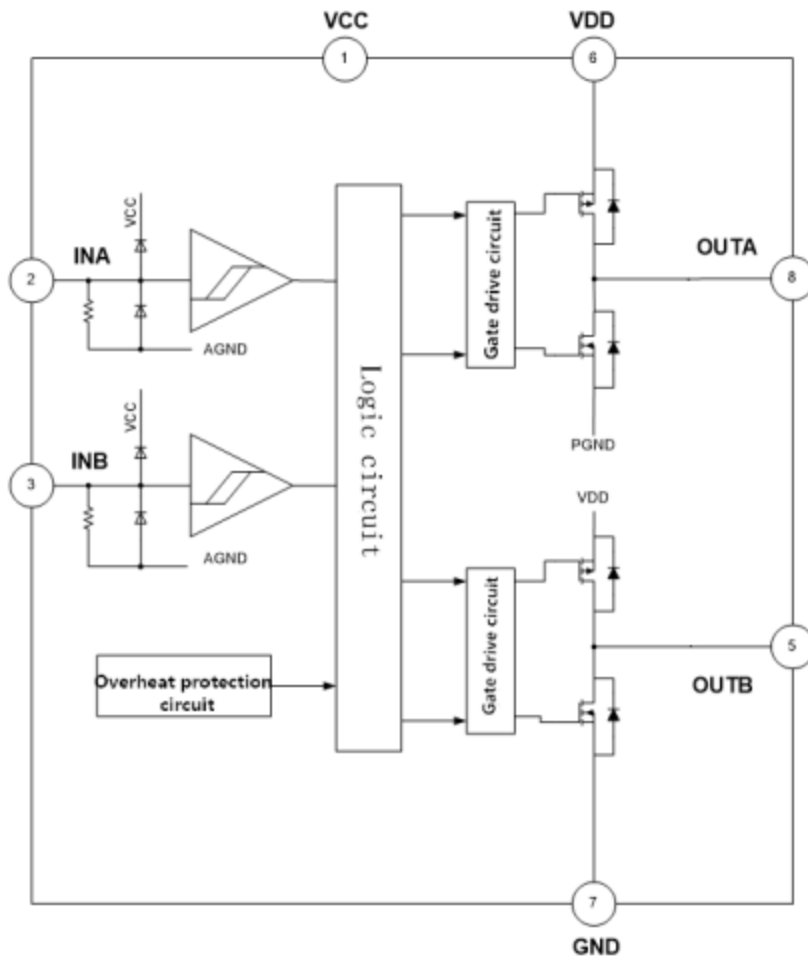 VCC
VDD
1
6
VCC
INA
2
AGND
Gate drive circuit
OUTA
8
PGND
VCC
INB
3
AGND
Logic circuit
VDD
Gate drive circuit
5
OUTB
Overheat protection
circuit
7
GND